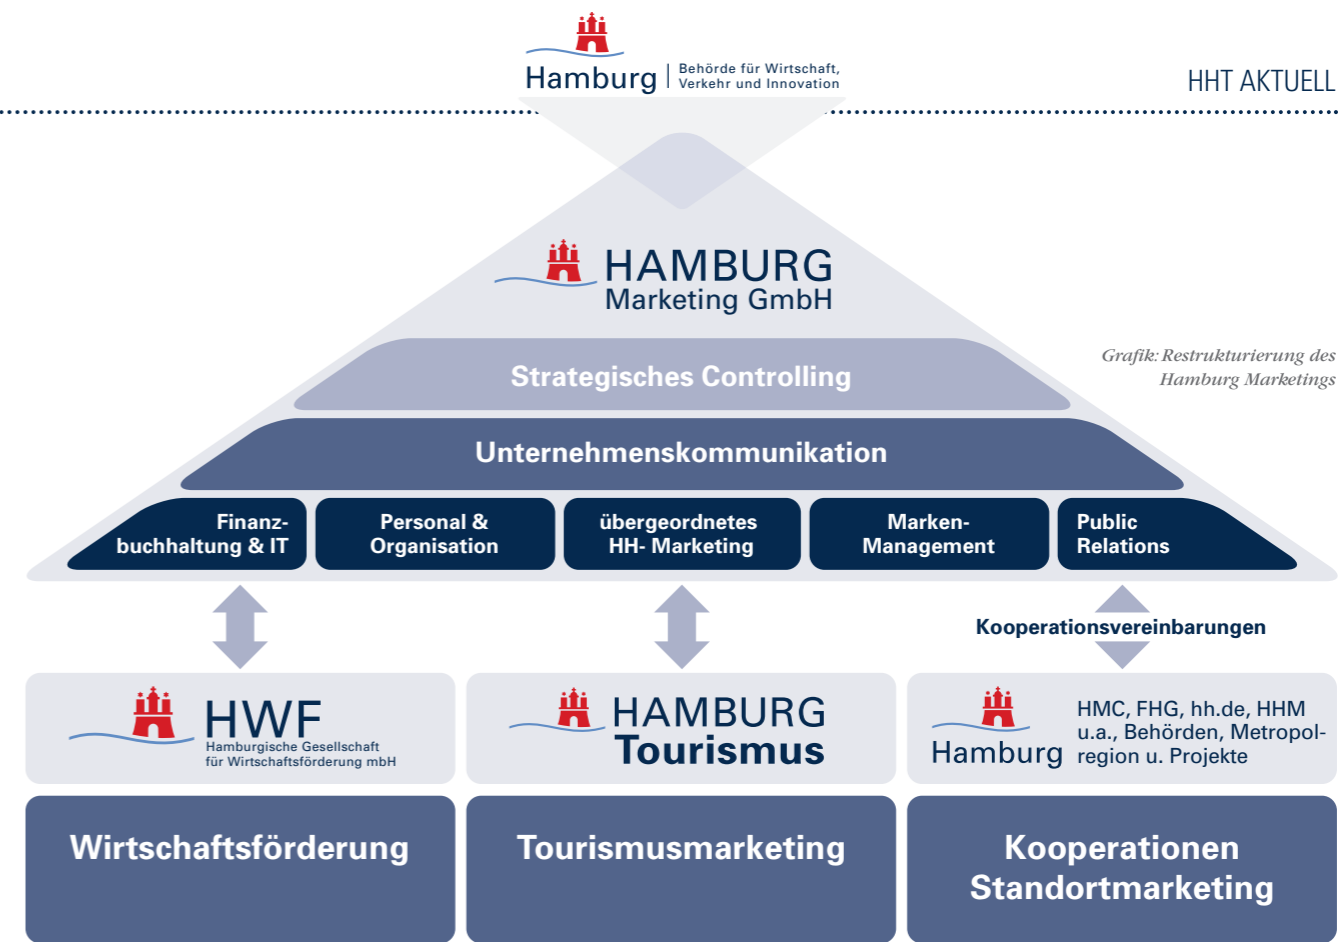 Hamburg
Behörde für Wirtschaft,
Verkehr und Innovation
HHT AKTUELL
HAMBURG
Marketing GmbH
Grafik: Restrukturierung des
Hamburg Marketings
Strategisches Controlling
Unternehmenskommunikation
Finanz-
buchhaltung & IT
Personal &
Organisation
übergeordnetes
HH- Marketing
Marken-
Management
Public
Relations
Kooperationsvereinbarungen
HWF
Hamburgische Gesellschaft
für Wirtschaftsförderung mbH
HAMBURG
Tourismus
Hamburg
HMC, FHG, hh.de, HHM
u.a., Behörden, Metropol-
region u. Projekte
Wirtschaftsförderung
Tourismusmarketing
Kooperationen
Standortmarketing